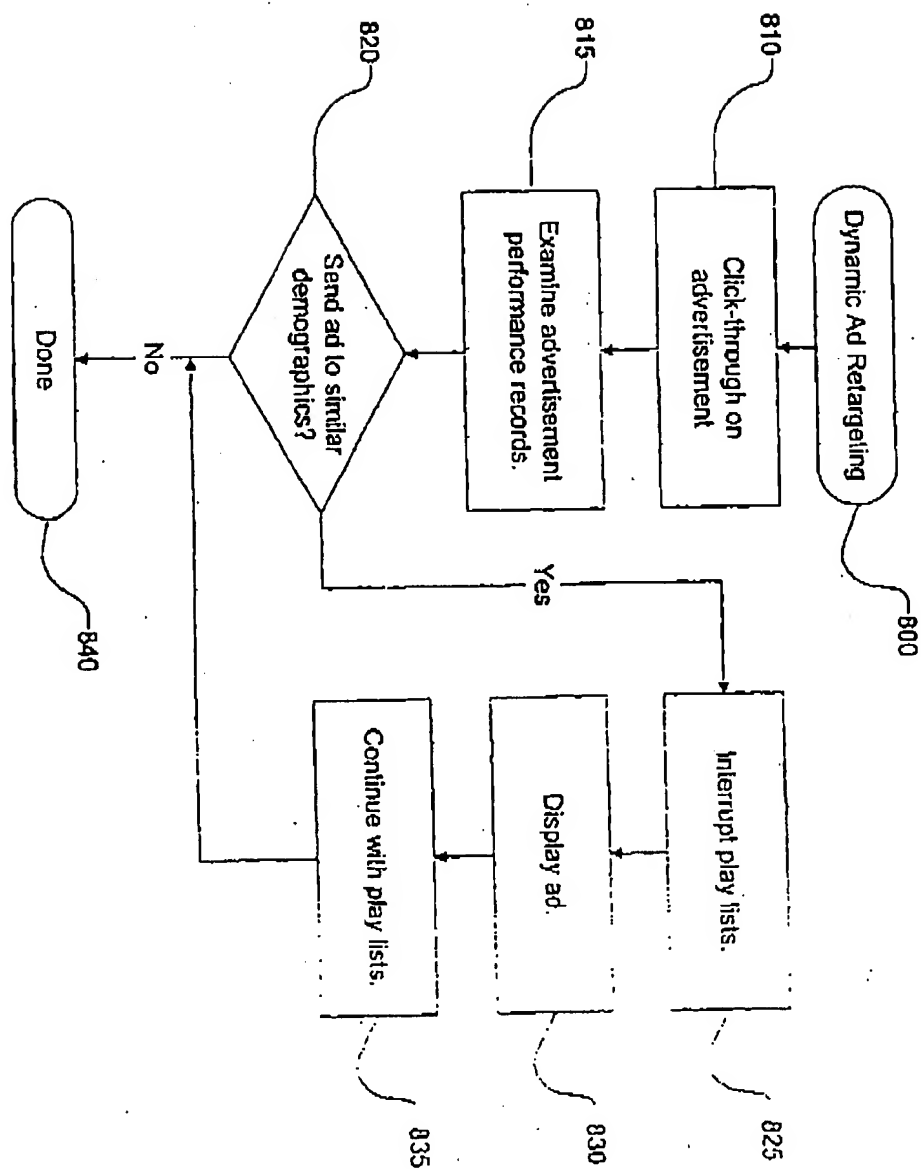 Dynamic Ad Retargeting
800
810
Click-through on
advertisement
815
Examine advertisement
performance records.
820
Send ad to similar
demographics?
Yes
No
Interrupt play lists.
825
Display ad.
830
Continue with play lists.
835
Done
840